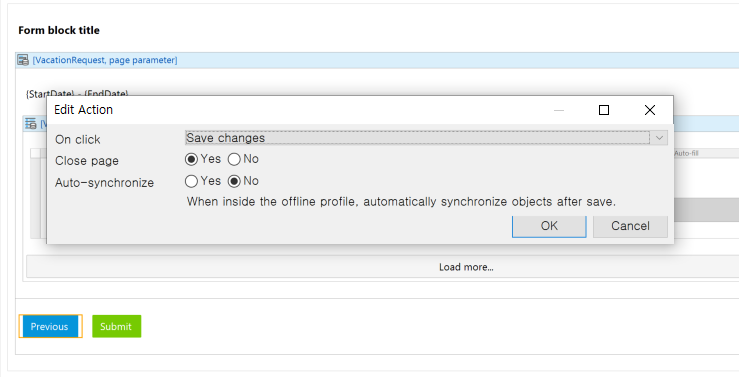 Form block title
[VacationRequest, page parameter]
{StartDate} - {EndDate}
Edit Action
[V
On click
Save changes
Auto-fill
Close page
Yes
No
Auto-synchronize
Yes
No
When inside the offline profile, automatically synchronize objects after save.
OK
Cancel
Load more...
Previous
Submit